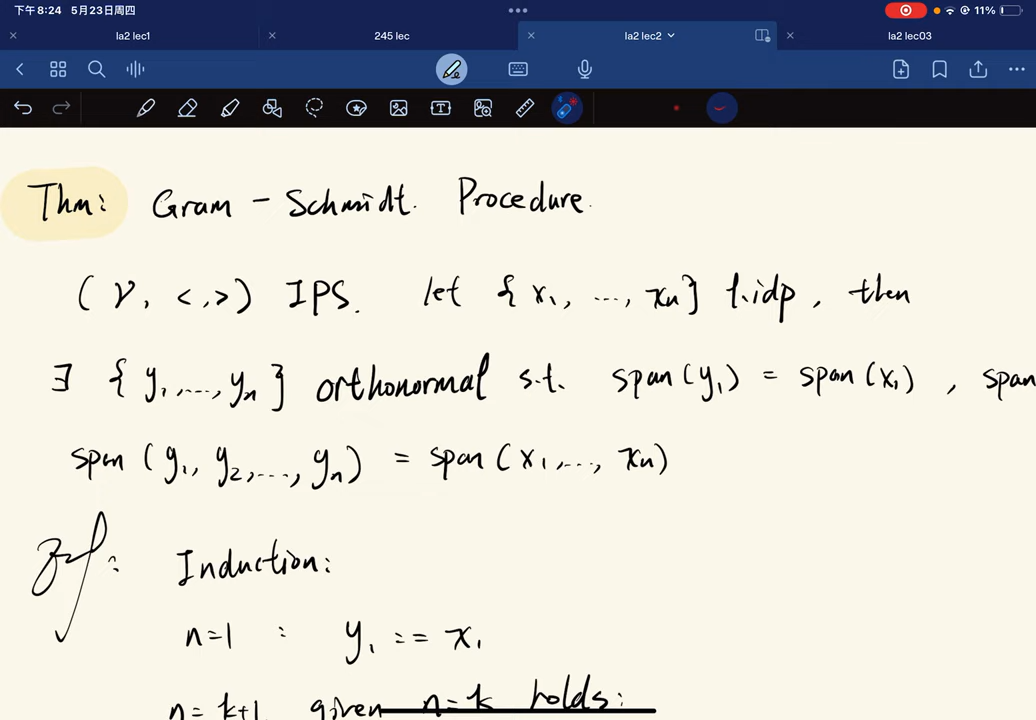 下午8:24 5月23日周四
11%
la2 lec1
245 lec
la2 lec2
la2 lec03
Thm: Gram - Schmidt. Procedure.
(V, <,>) IPS. let {x1, ..., xn} l.idp, then
∃ {y1, ..., yn} orthonormal s.t. span(y1) = span(x1), span
span (y1, y2, ..., yn) = span (x1, ..., xn)
Prf: Induction:
n=1 : y1 := x1
n=k+1 given n=k holds: